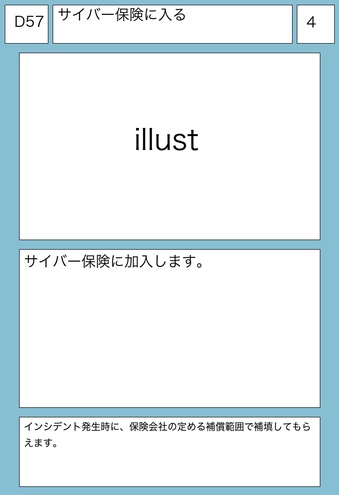 D57
サイバー保険に入る
4
illust
サイバー保険に加入します。
インシデント発生時に、保険会社の定める補償範囲で補填してもら
えます。